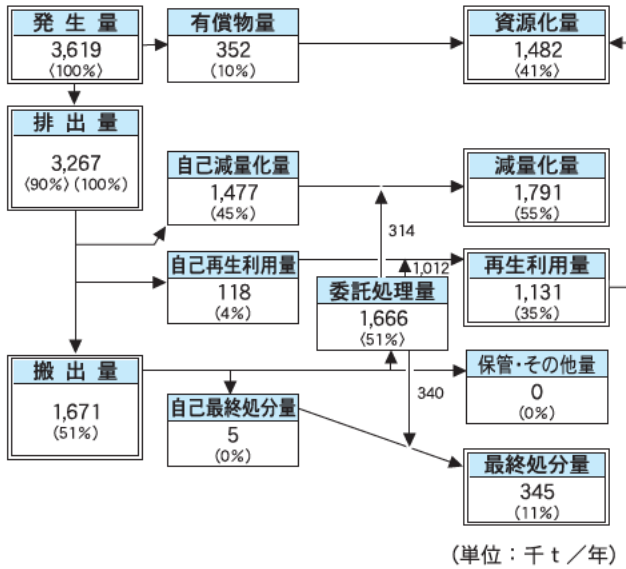 発生量
3,619
〈100%〉
有償物量
352
(10%)
資源化量
1,482
〈41%〉
排出量
3,267
〈90%〉(100%)
自己減量化量
1,477
(45%)
減量化量
1,791
(55%)
314
自己再生利用量
118
(4%)
1,012
委託処理量
1,666
〈51%〉
再生利用量
1,131
(35%)
搬出量
1,671
(51%)
自己最終処分量
5
(0%)
340
保管・その他量
0
(0%)
最終処分量
345
(11%)
(単位：千t／年)